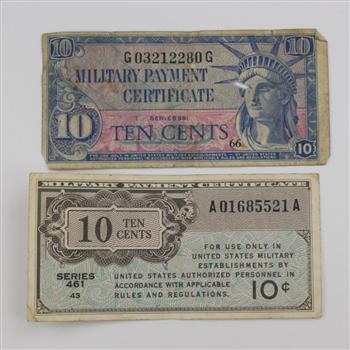 10
G03212280G
10
MILITARY PAYMENT
CERTIFICATE
SERIES 591
10
TEN CENTS
66
10
MILITARY PAYMENT CERTIFICATE
10 TEN
CENTS
A01685521A
SERIES
461
43
FOR USE ONLY IN
UNITED STATES MILITARY
ESTABLISHMENTS BY
UNITED STATES AUTHORIZED PERSONNEL IN
ACCORDANCE WITH APPLICABLE
RULES AND REGULATIONS.
10¢